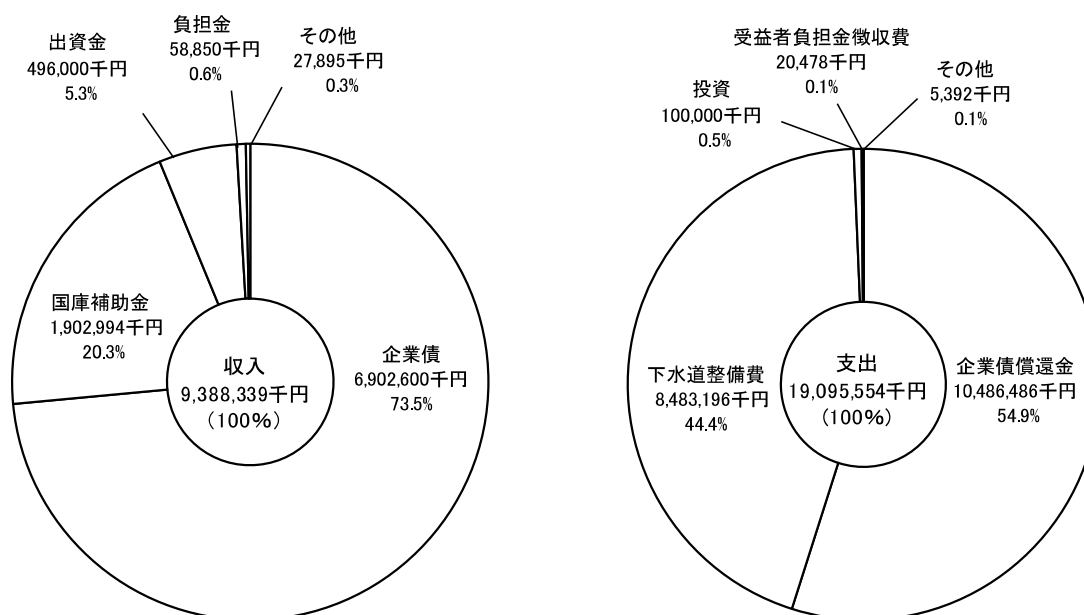 出資金
496,000千円
5.3%
負担金
58,850千円
0.6%
その他
27,895千円
0.3%
国庫補助金
1,902,994千円
20.3%
収入
9,388,339千円
(100%)
企業債
6,902,600千円
73.5%
受益者負担金徴収費
20,478千円
0.1%
投資
100,000千円
0.5%
その他
5,392千円
0.1%
下水道整備費
8,483,196千円
44.4%
支出
19,095,554千円
(100%)
企業債償還金
10,486,486千円
54.9%